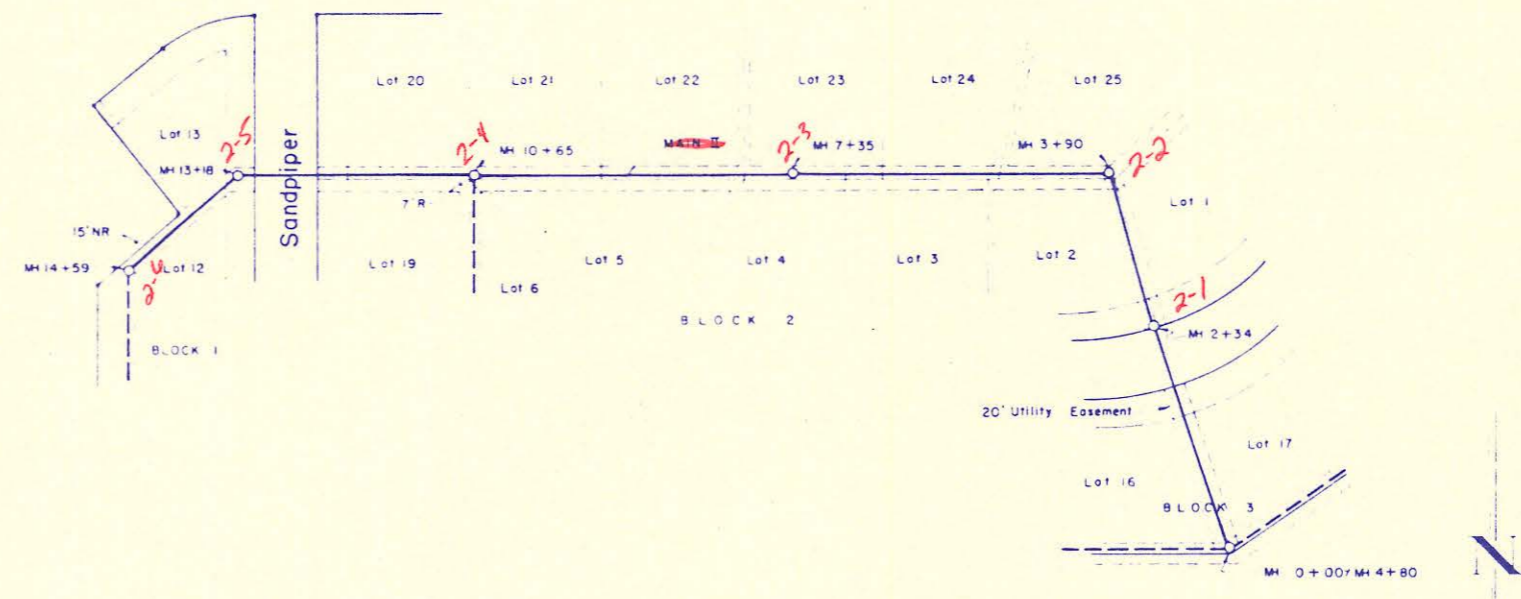 Lot 20
Lot 21
Lot 22
Lot 23
Lot 24
Lot 25
Lot 13
2-5
Sandpiper
2-4
MH 10+65
MAIN II
2-3
MH 7+35
MH 3+90
2-2
MH 13+18
7' R
Lot 1
15' NR
MH 14+59
Lot 12
Lot 19
Lot 5
Lot 4
Lot 3
Lot 2
Lot 6
2-1
BLOCK 2
MH 2+34
BLOCK 1
20' Utility Easement
Lot 17
Lot 16
BLOCK 3
MH 0+00
MH 4+80
N